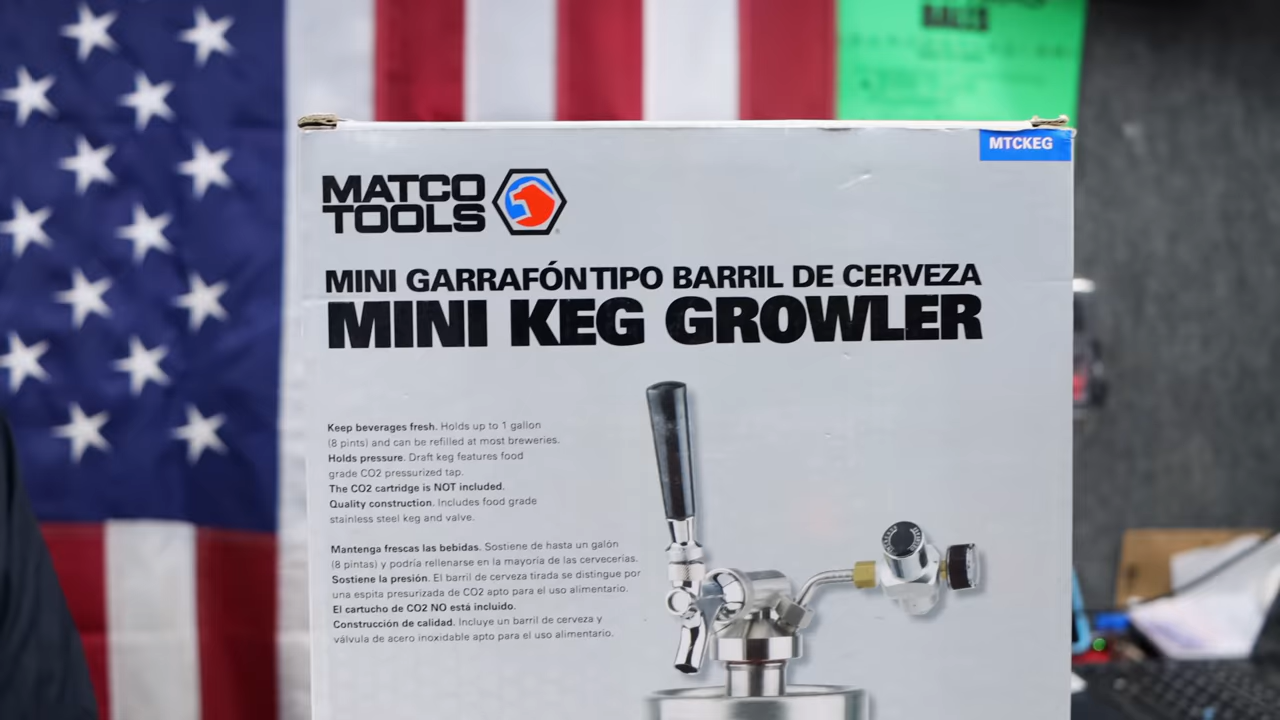 BALLS
MTCKEG
MATCO
TOOLS
MINI GARRAFÓN TIPO BARRIL DE CERVEZA
MINI KEG GROWLER
Keep beverages fresh. Holds up to 1 gallon
(8 pints) and can be refilled at most breweries.
Holds pressure. Draft keg features food
grade CO2 pressurized tap.
The CO2 cartridge is NOT included.
Quality construction. Includes food grade
stainless steel keg and valve.
Mantenga frescas las bebidas. Sostiene de hasta un galón
(8 pintas) y podría rellenarse en la mayoría de las cervecerías.
Sostiene la presión. El barril de cerveza tirada se distingue por
una espita presurizada de CO2 apto para el uso alimentario.
El cartucho de CO2 NO está incluido.
Construcción de calidad. Incluye un barril de cerveza y
válvula de acero inoxidable apto para el uso alimentario.